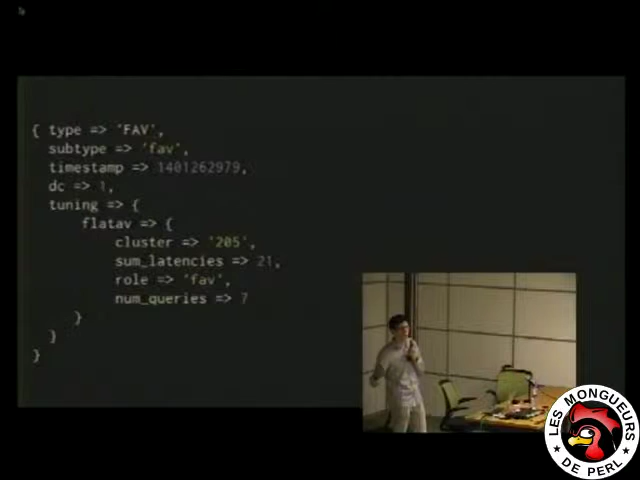 { type => 'FAV',
subtype => 'fav',
timestamp => 1401262979,
dc => 1,
tuning => {
flatav => {
cluster => '205',
sum_latencies => 21,
role => 'fav',
num_queries => 7
}
}
}
LES MONGUEURS
DE PERL